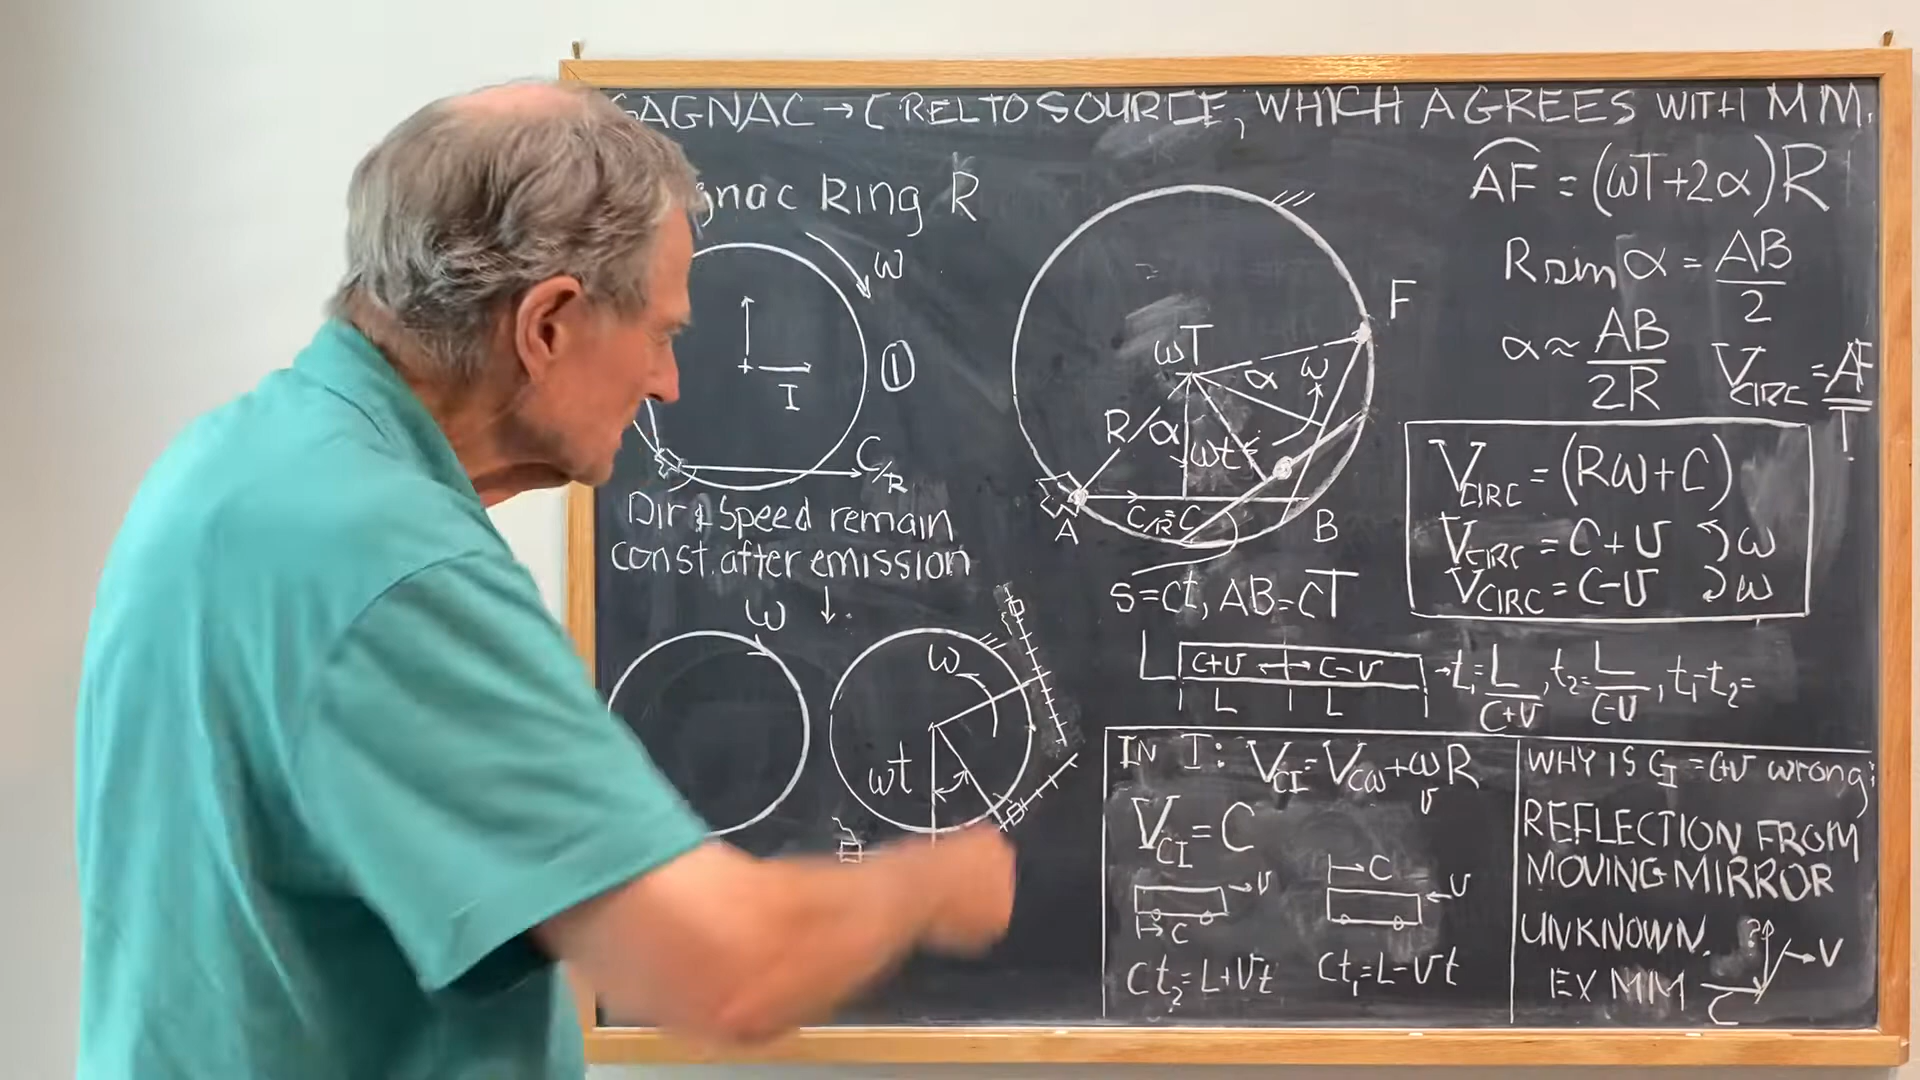 SAGNAC → C REL TO SOURCE, WHICH AGREES WITH MM.
gnac Ring R
ω
I
①
C/R
Dir & Speed remain
const. after emission
ω
ω
ωt
F
ωT
α
ω
R/α
ωt
A
C/R = C
B
S=Ct, AB=CT
AF = (ωT+2α)R
R sin α = AB/2
α ≈ AB/2R
V_CIRC = AF/T
V_CIRC = (Rω+C)
V_CIRC = C+v ω
V_CIRC = C-v ω
L C+v ←|→ C-v → t₁=L/C+v, t₂=L/C-v, t₁-t₂=
L L
IN I: V_CI = V_Cω + ωR
v
V_CI = C
→ v
→ C
→ C
← v
Ct₂ = L+vt
Ct₁ = L-vt
WHY IS C_I = C+v wrong?
REFLECTION FROM
MOVING MIRROR
UNKNOWN.
EX MM
?
V
C